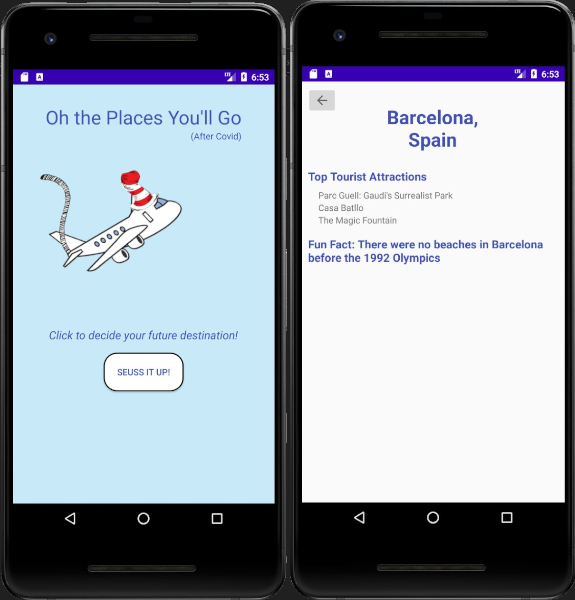 6:53
Oh the Places You'll Go
(After Covid)
Click to decide your future destination!
SEUSS IT UP!
6:53
Barcelona,
Spain
Top Tourist Attractions
Parc Guell: Gaudi's Surrealist Park
Casa Batllo
The Magic Fountain
Fun Fact: There were no beaches in Barcelona
before the 1992 Olympics